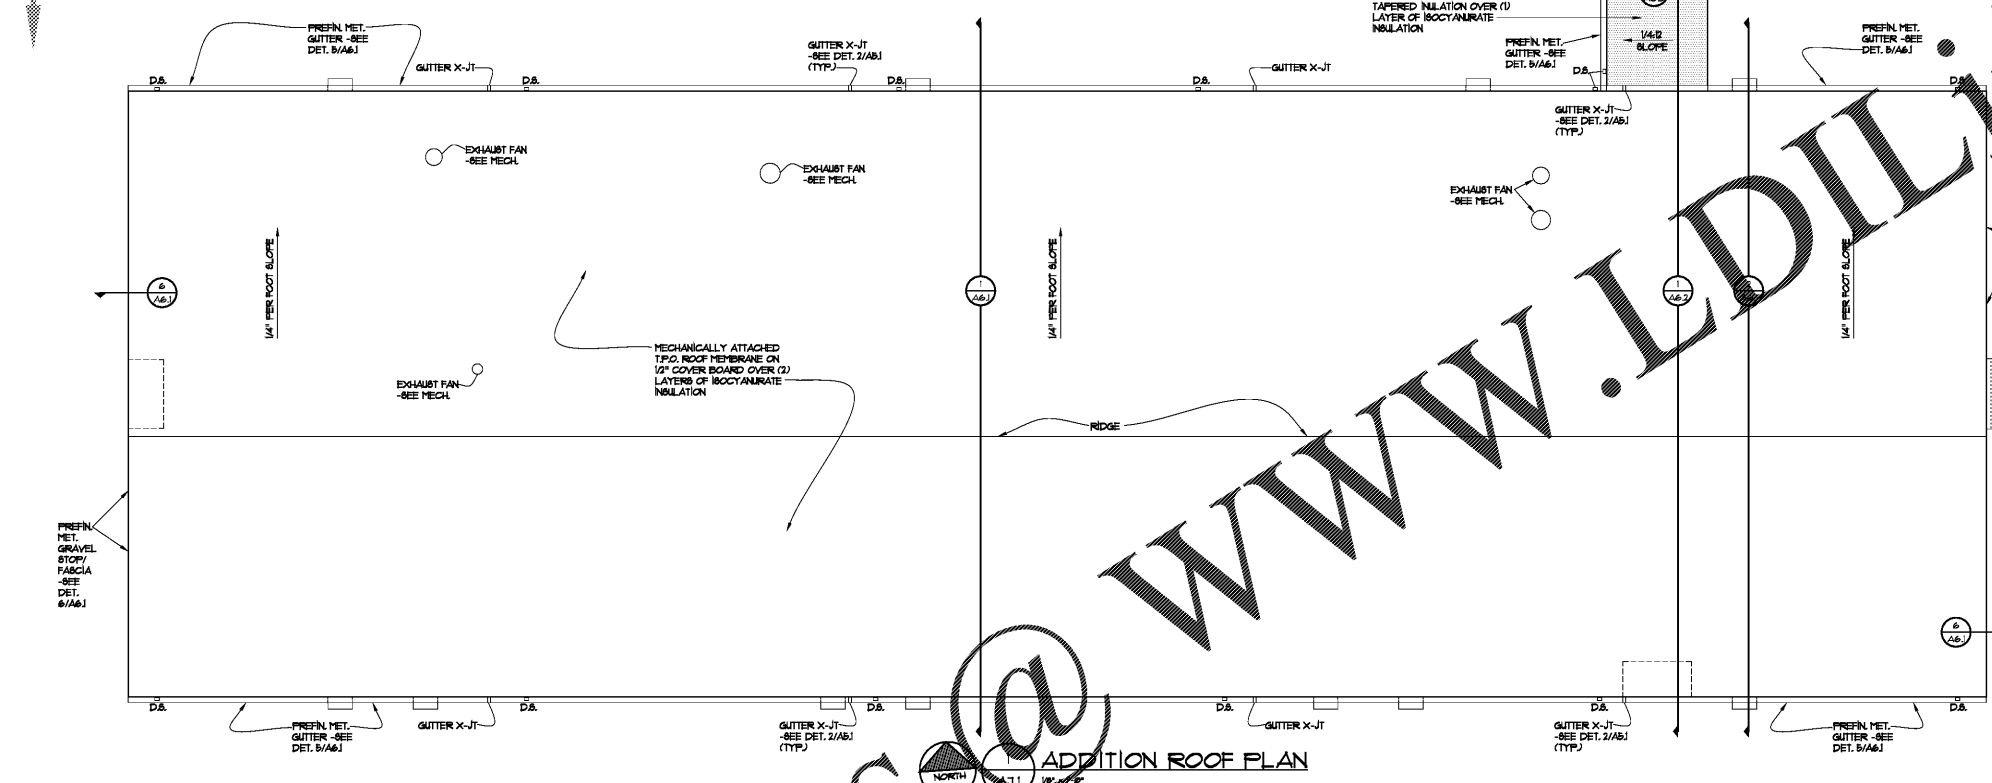 TAPERED INULATION OVER (1)
LAYER OF ISOCYANURATE
INSULATION
PREFIN. MET.
GUTTER -SEE
DET. 5/A6.1
GUTTER X-JT
-SEE DET. 2/A5.1
(TYP.)
GUTTER X-JT
GUTTER X-JT
PREFIN. MET.
GUTTER -SEE
DET. 5/A6.1
1/4:12
SLOPE
PREFIN. MET.
GUTTER -SEE
DET. 5/A6.1
D.S.
D.S.
D.S.
D.S.
D.S.
D.S.
GUTTER X-JT
-SEE DET. 2/A5.1
(TYP.)
EXHAUST FAN
-SEE MECH.
EXHAUST FAN
-SEE MECH.
EXHAUST FAN
-SEE MECH.
1/4" PER FOOT SLOPE
1/4" PER FOOT SLOPE
1/4" PER FOOT SLOPE
6
A6.1
1
A6.1
1
A6.2
MECHANICALLY ATTACHED
T.P.O. ROOF MEMBRANE ON
1/2" COVER BOARD OVER (2)
LAYERS OF ISOCYANURATE
INSULATION
EXHAUST FAN
-SEE MECH.
RIDGE
PREFIN.
MET.
GRAVEL
STOP/
FASCIA
-SEE
DET.
6/A6.1
6
A6.1
D.S.
D.S.
D.S.
D.S.
D.S.
D.S.
PREFIN. MET.
GUTTER -SEE
DET. 5/A6.1
GUTTER X-JT
GUTTER X-JT
-SEE DET. 2/A5.1
(TYP.)
GUTTER X-JT
GUTTER X-JT
-SEE DET. 2/A5.1
(TYP.)
PREFIN. MET.
GUTTER -SEE
DET. 5/A6.1
NORTH
ADDITION ROOF PLAN
@ WWW.LDIL